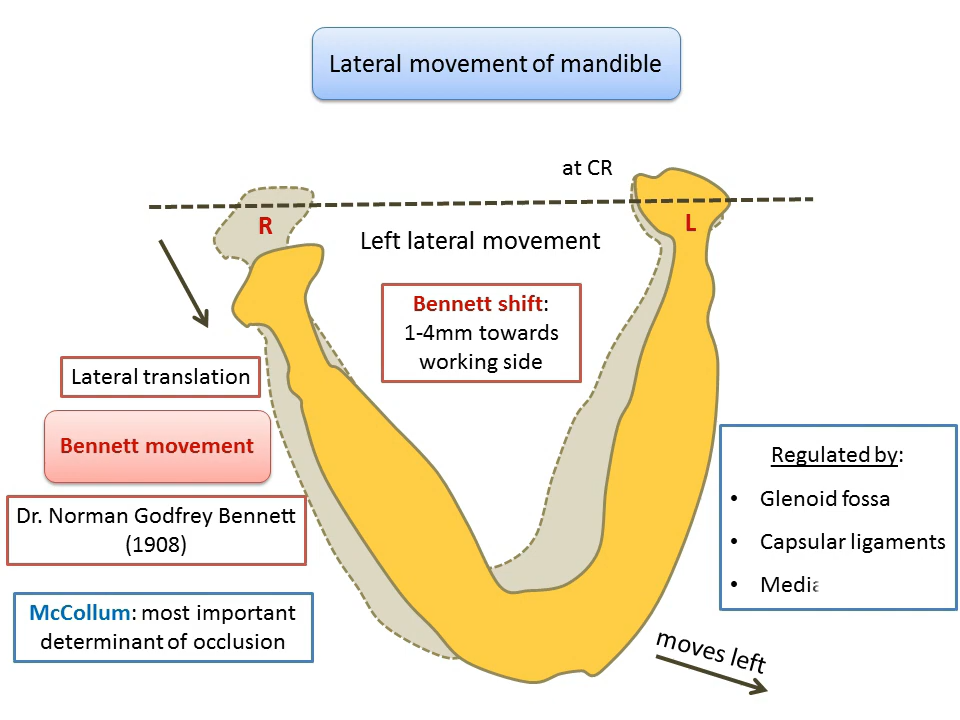 Lateral movement of mandible
at CR
R
L
Left lateral movement
Bennett shift:
1-4mm towards
working side
Lateral translation
Bennett movement
Dr. Norman Godfrey Bennett
(1908)
McCollum: most important
determinant of occlusion
Regulated by:
• Glenoid fossa
• Capsular ligaments
•
moves left